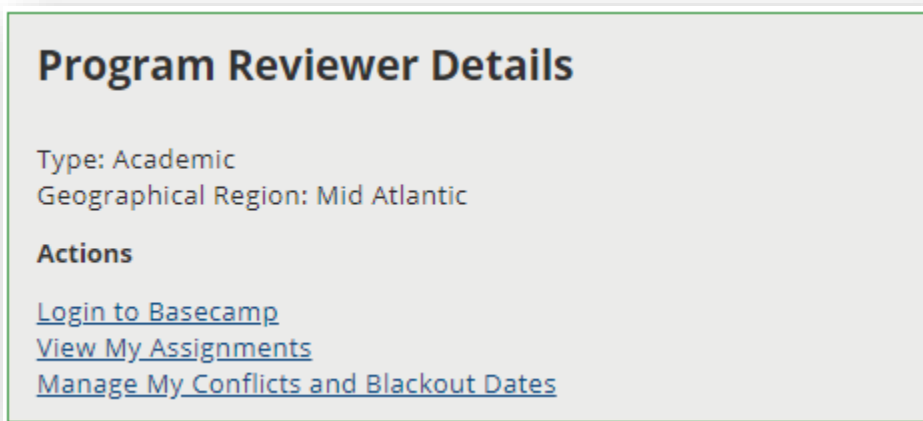 Program Reviewer Details
Type: Academic
Geographical Region: Mid Atlantic
Actions
Login to Basecamp
View My Assignments
Manage My Conflicts and Blackout Dates